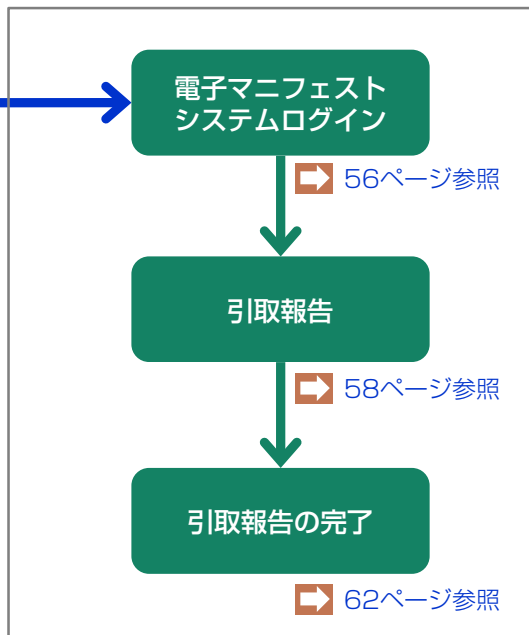 電子マニフェスト
システムログイン
56ページ参照
引取報告
58ページ参照
引取報告の完了
62ページ参照